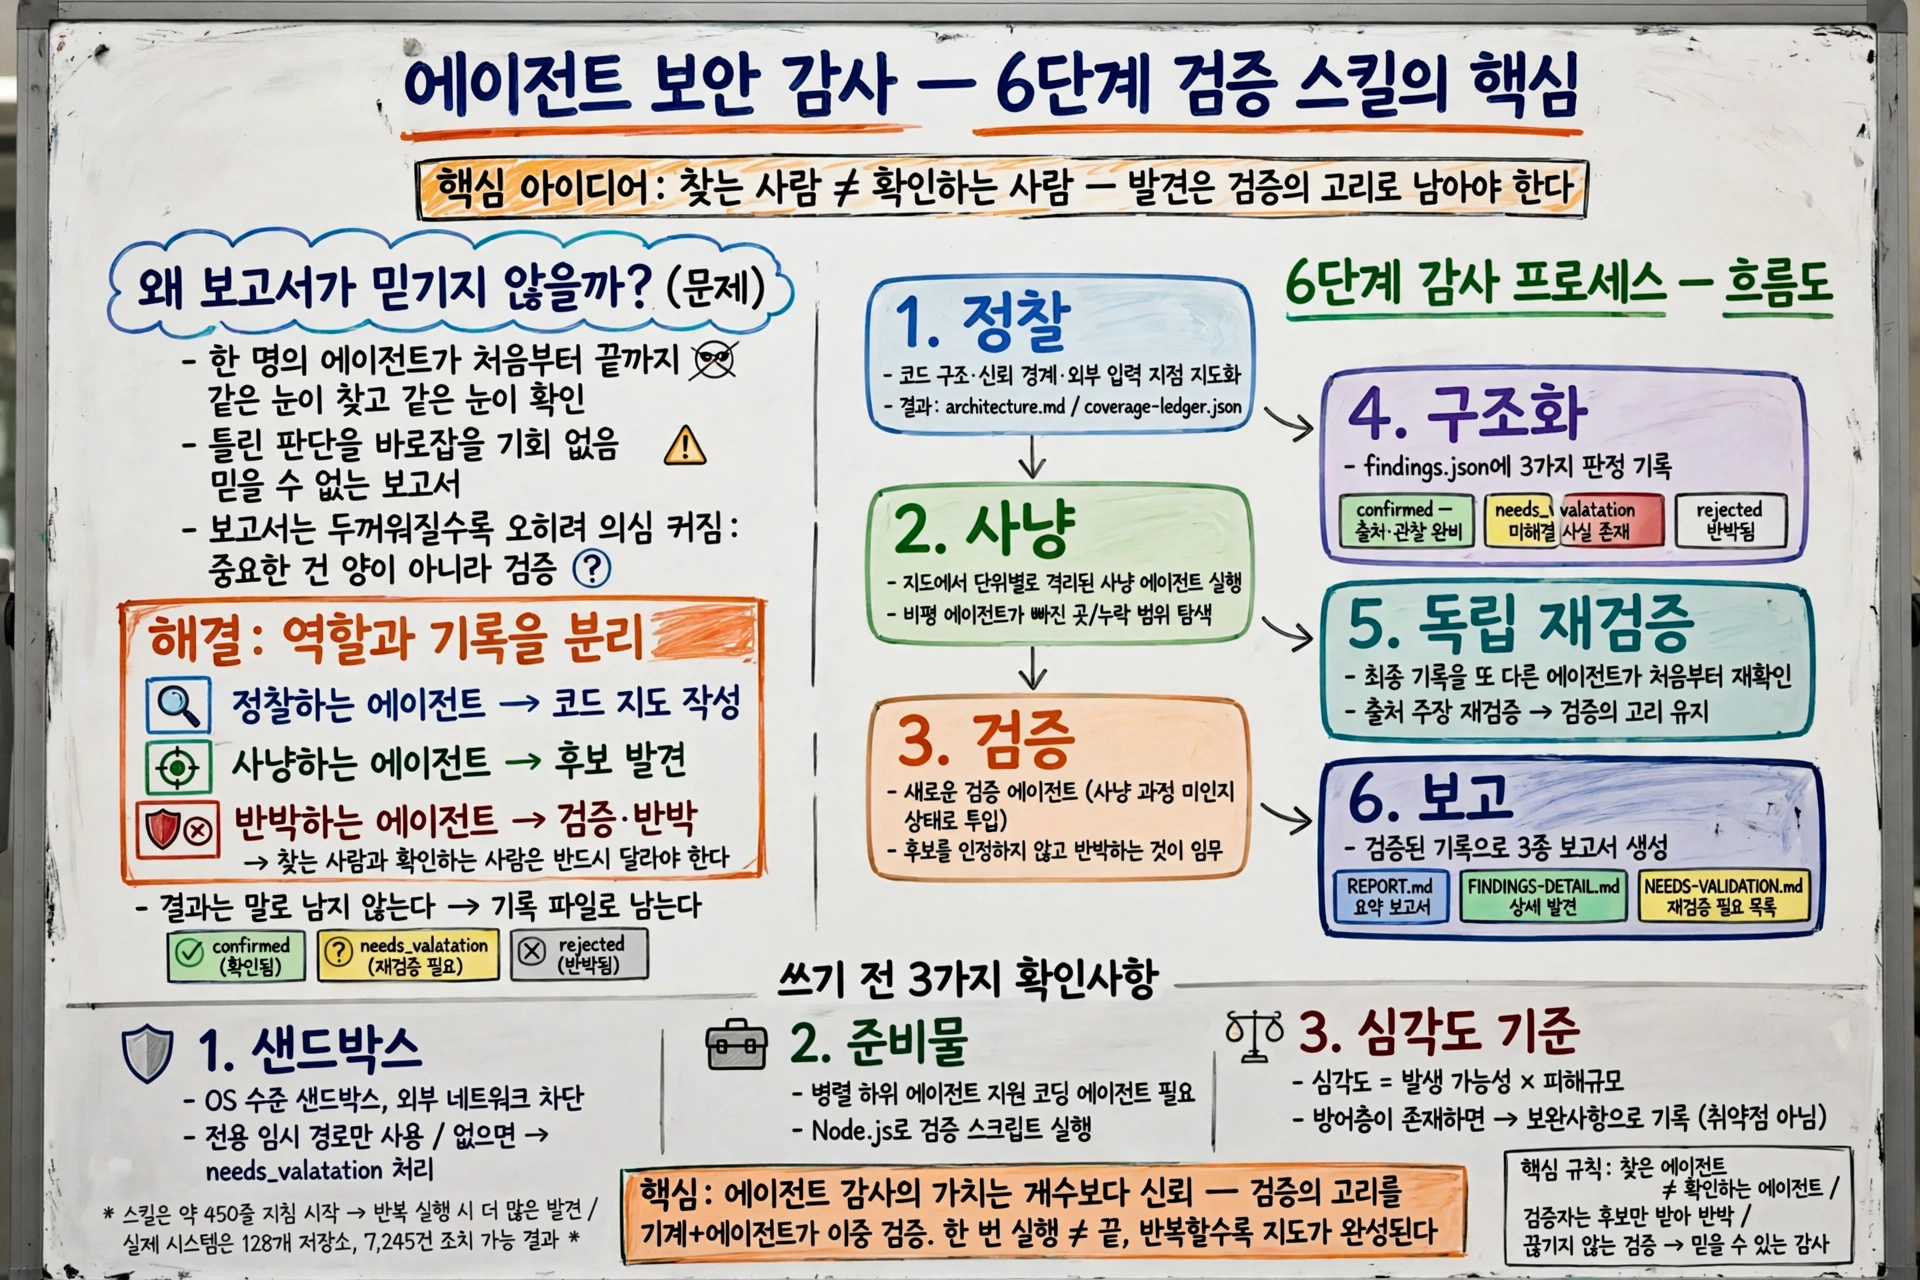 에이전트 보안 감사 — 6단계 검증 스킬의 핵심
핵심 아이디어: 찾는 사람 ≠ 확인하는 사람 — 발견은 검증의 고리로 남아야 한다
왜 보고서가 믿기지 않을까? (문제)
- 한 명의 에이전트가 처음부터 끝까지
같은 눈이 찾고 같은 눈이 확인
- 틀린 판단을 바로잡을 기회 없음
믿을 수 없는 보고서
- 보고서는 두꺼워질수록 오히려 의심 커짐:
중요한 건 양이 아니라 검증 ?
해결: 역할과 기록을 분리
정찰하는 에이전트 → 코드 지도 작성
사냥하는 에이전트 → 후보 발견
반박하는 에이전트 → 검증·반박
→ 찾는 사람과 확인하는 사람은 반드시 달라야 한다
- 결과는 말로 남지 않는다 → 기록 파일로 남는다
confirmed
(확인됨)
? needs_valatation
(재검증 필요)
rejected
(반박됨)
6단계 감사 프로세스 — 흐름도
1. 정찰
- 코드 구조·신뢰 경계·외부 입력 지점 지도화
- 결과: architecture.md / coverage-ledger.json
2. 사냥
- 지도에서 단위별로 격리된 사냥 에이전트 실행
- 비평 에이전트가 빠진 곳/누락 범위 탐색
3. 검증
- 새로운 검증 에이전트 (사냥 과정 미인지
상태로 투입)
- 후보를 인정하지 않고 반박하는 것이 임무
4. 구조화
- findings.json에 3가지 판정 기록
confirmed —
출처·관찰 완비
needs_\ valatation
미해결 사실 존재
rejected
반박됨
5. 독립 재검증
- 최종 기록을 또 다른 에이전트가 처음부터 재확인
- 출처 주장 재검증 → 검증의 고리 유지
6. 보고
- 검증된 기록으로 3종 보고서 생성
REPORT.md
요약 보고서
FINDINGS-DETAIL.md
상세 발견
NEEDS-VALIDATION.md
재검증 필요 목록
쓰기 전 3가지 확인사항
1. 샌드박스
- OS 수준 샌드박스, 외부 네트워크 차단
- 전용 임시 경로만 사용 / 없으면 →
needs_valatation 처리
* 스킬은 약 450줄 지침 시작 → 반복 실행 시 더 많은 발견 /
실제 시스템은 128개 저장소, 7,245건 조치 가능 결과 *
2. 준비물
- 병렬 하위 에이전트 지원 코딩 에이전트 필요
- Node.js로 검증 스크립트 실행
3. 심각도 기준
- 심각도 = 발생 가능성 × 피해규모
- 방어층이 존재하면 → 보완사항으로 기록 (취약점 아님)
핵심: 에이전트 감사의 가치는 개수보다 신뢰 — 검증의 고리를
기계+에이전트가 이중 검증. 한 번 실행 ≠ 끝, 반복할수록 지도가 완성된다
핵심 규칙: 찾은 에이전트
≠ 확인하는 에이전트 /
검증자는 후보만 받아 반박 /
끊기지 않는 검증 → 믿을 수 있는 감사